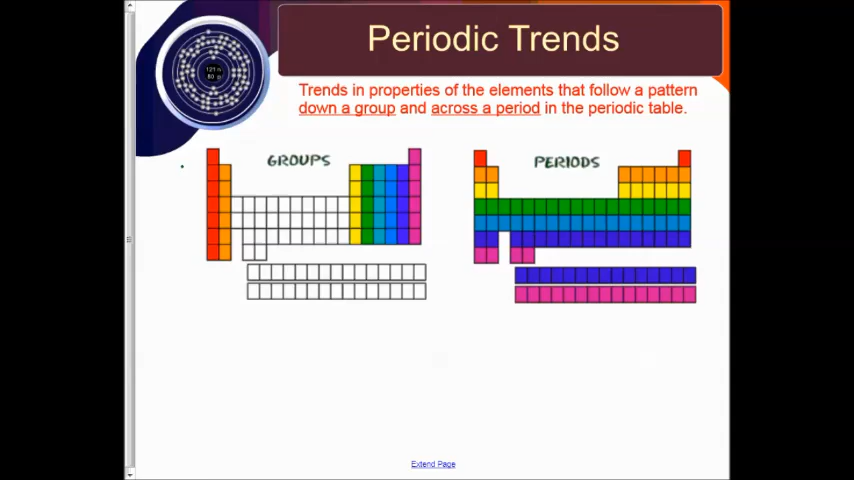 Periodic Trends
Trends in properties of the elements that follow a pattern
down a group and across a period in the periodic table.
GROUPS
PERIODS
Extend Page